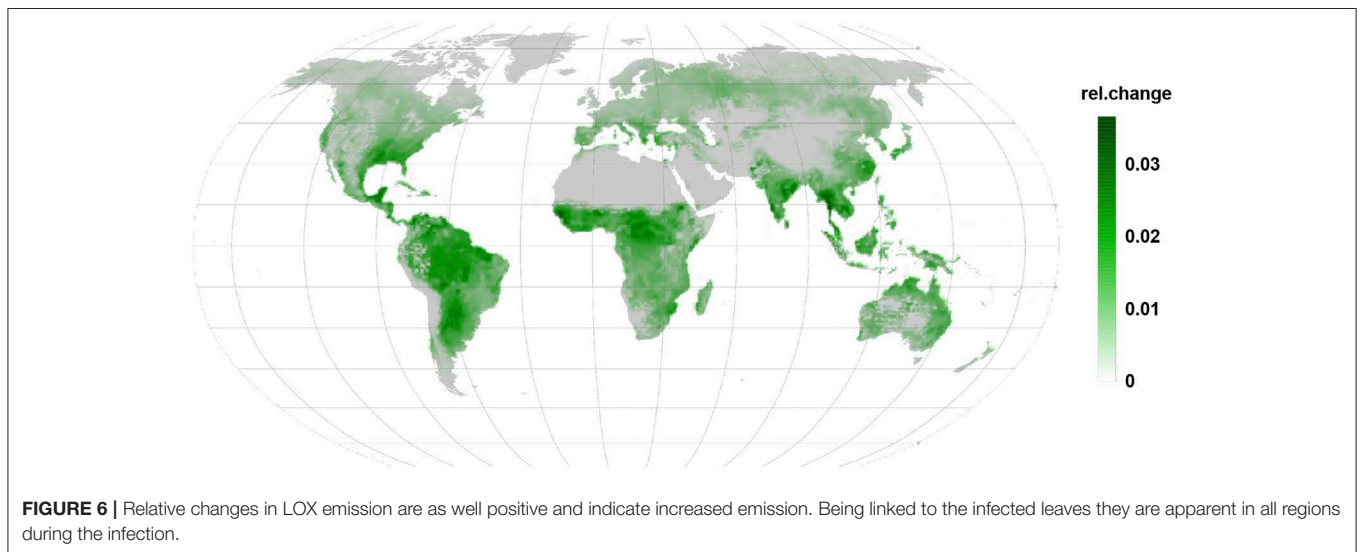 rel.change
0.03
0.02
0.01
0
FIGURE 6 | Relative changes in LOX emission are as well positive and indicate increased emission. Being linked to the infected leaves they are apparent in all regions
during the infection.